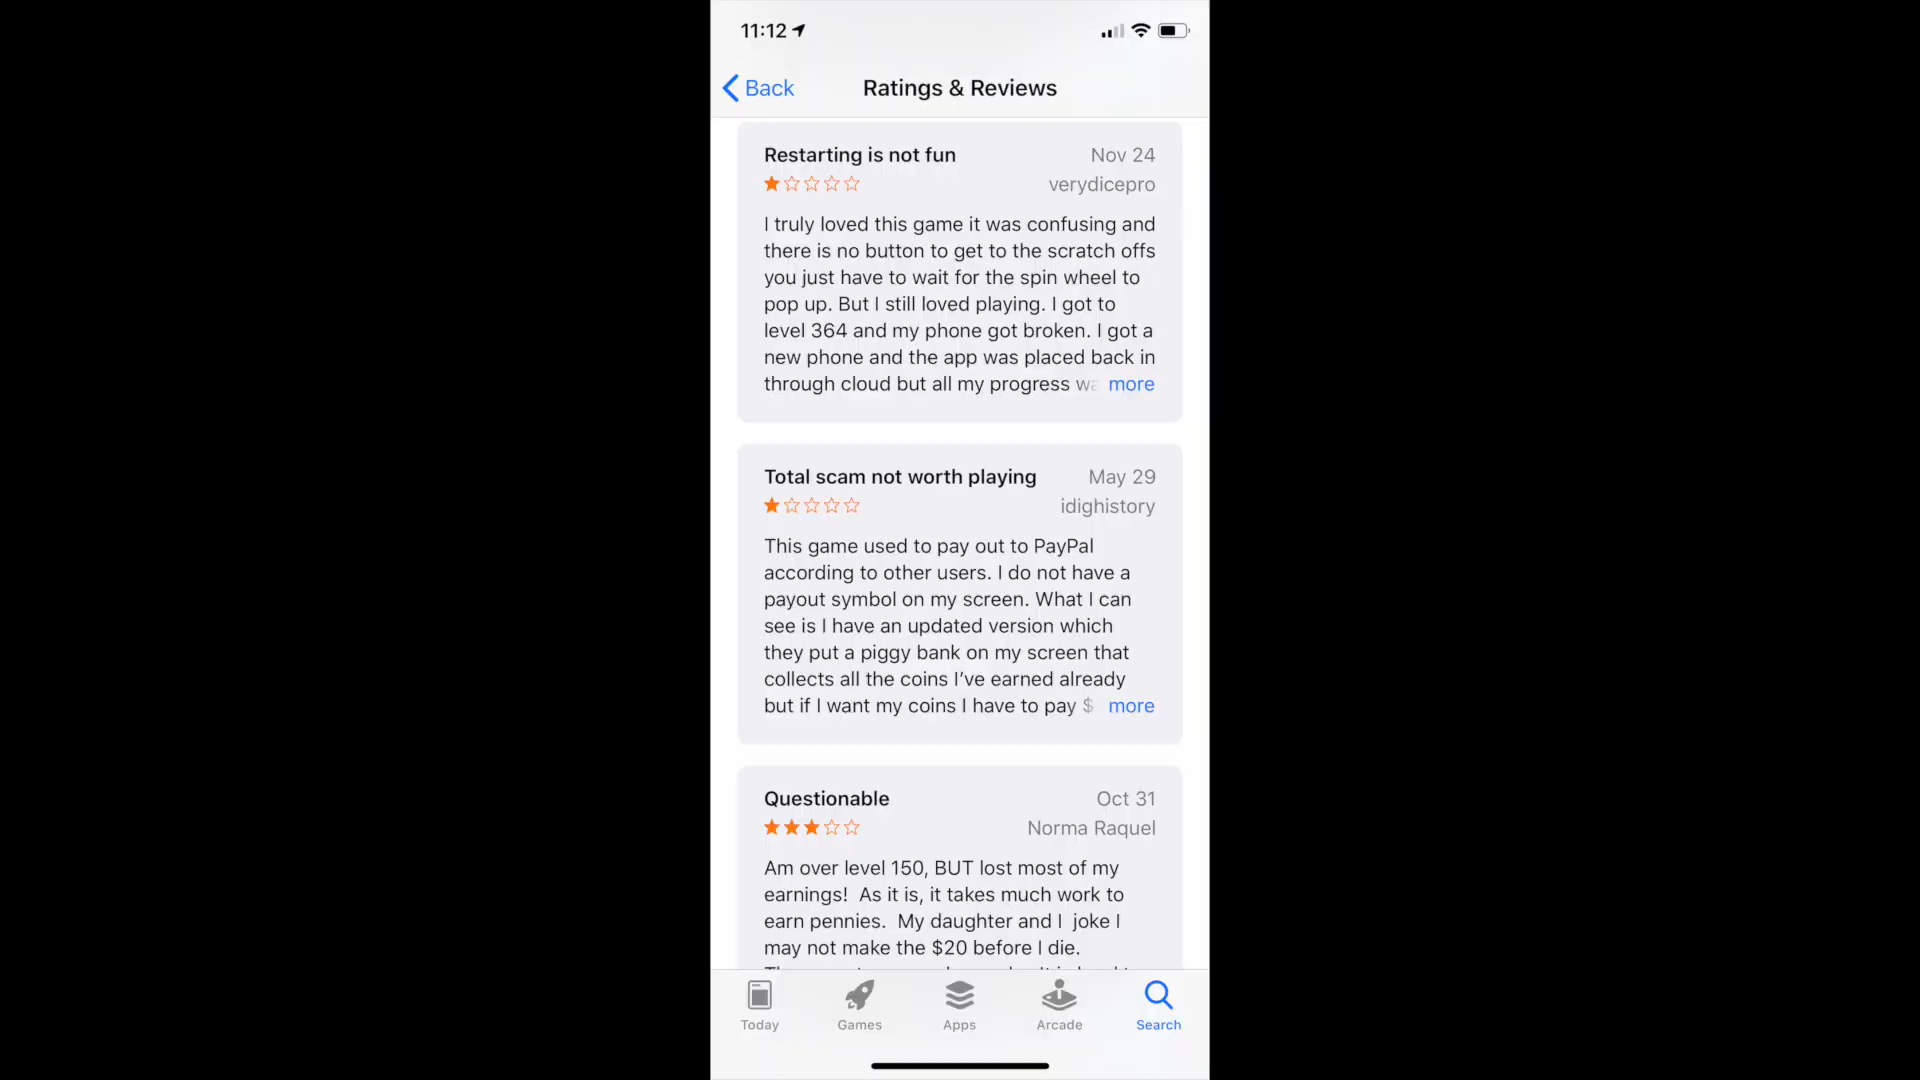 11:12
Back
Ratings & Reviews
Restarting is not fun
Nov 24
verydicepro
I truly loved this game it was confusing and
there is no button to get to the scratch offs
you just have to wait for the spin wheel to
pop up. But I still loved playing. I got to
level 364 and my phone got broken. I got a
new phone and the app was placed back in
through cloud but all my progress wa more
Total scam not worth playing
May 29
idighistory
This game used to pay out to PayPal
according to other users. I do not have a
payout symbol on my screen. What I can
see is I have an updated version which
they put a piggy bank on my screen that
collects all the coins I’ve earned already
but if I want my coins I have to pay $ more
Questionable
Oct 31
Norma Raquel
Am over level 150, BUT lost most of my
earnings!  As it is, it takes much work to
earn pennies.  My daughter and I  joke I
may not make the $20 before I die.
Today
Games
Apps
Arcade
Search